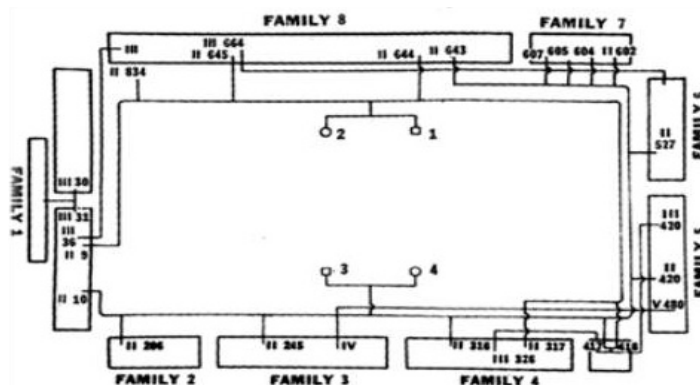 FAMILY 8
FAMILY 7
III
III 664
II 645
II 644
II 643
607
605
604
II 602
II 834
2
1
II
527
FAMILY
III 30
FAMILY 1
III 31
III
36
II 9
III
420
3
4
II
420
FAMILY
II 10
V 480
II 206
II 245
IV
II 316
II 317
III 326
FAMILY 2
FAMILY 3
FAMILY 4